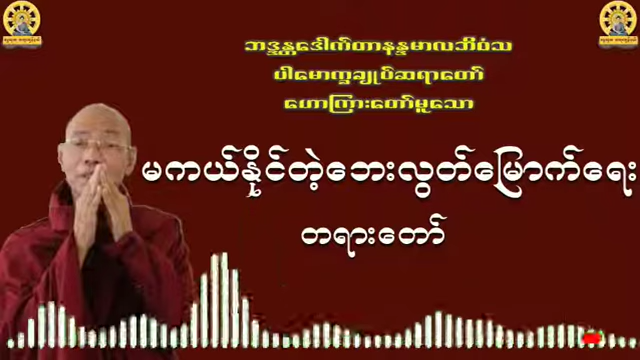 ဘဒ္ဒန္တဒေါက်တာနန္ဒမာလာဘိဝံသ
ပါမောက္ခချုပ်ဆရာတော်
ဟောကြားတော်မူသော
မကယ်နိုင်တဲ့ဘေးလွတ်မြောက်ရေး
တရားတော်